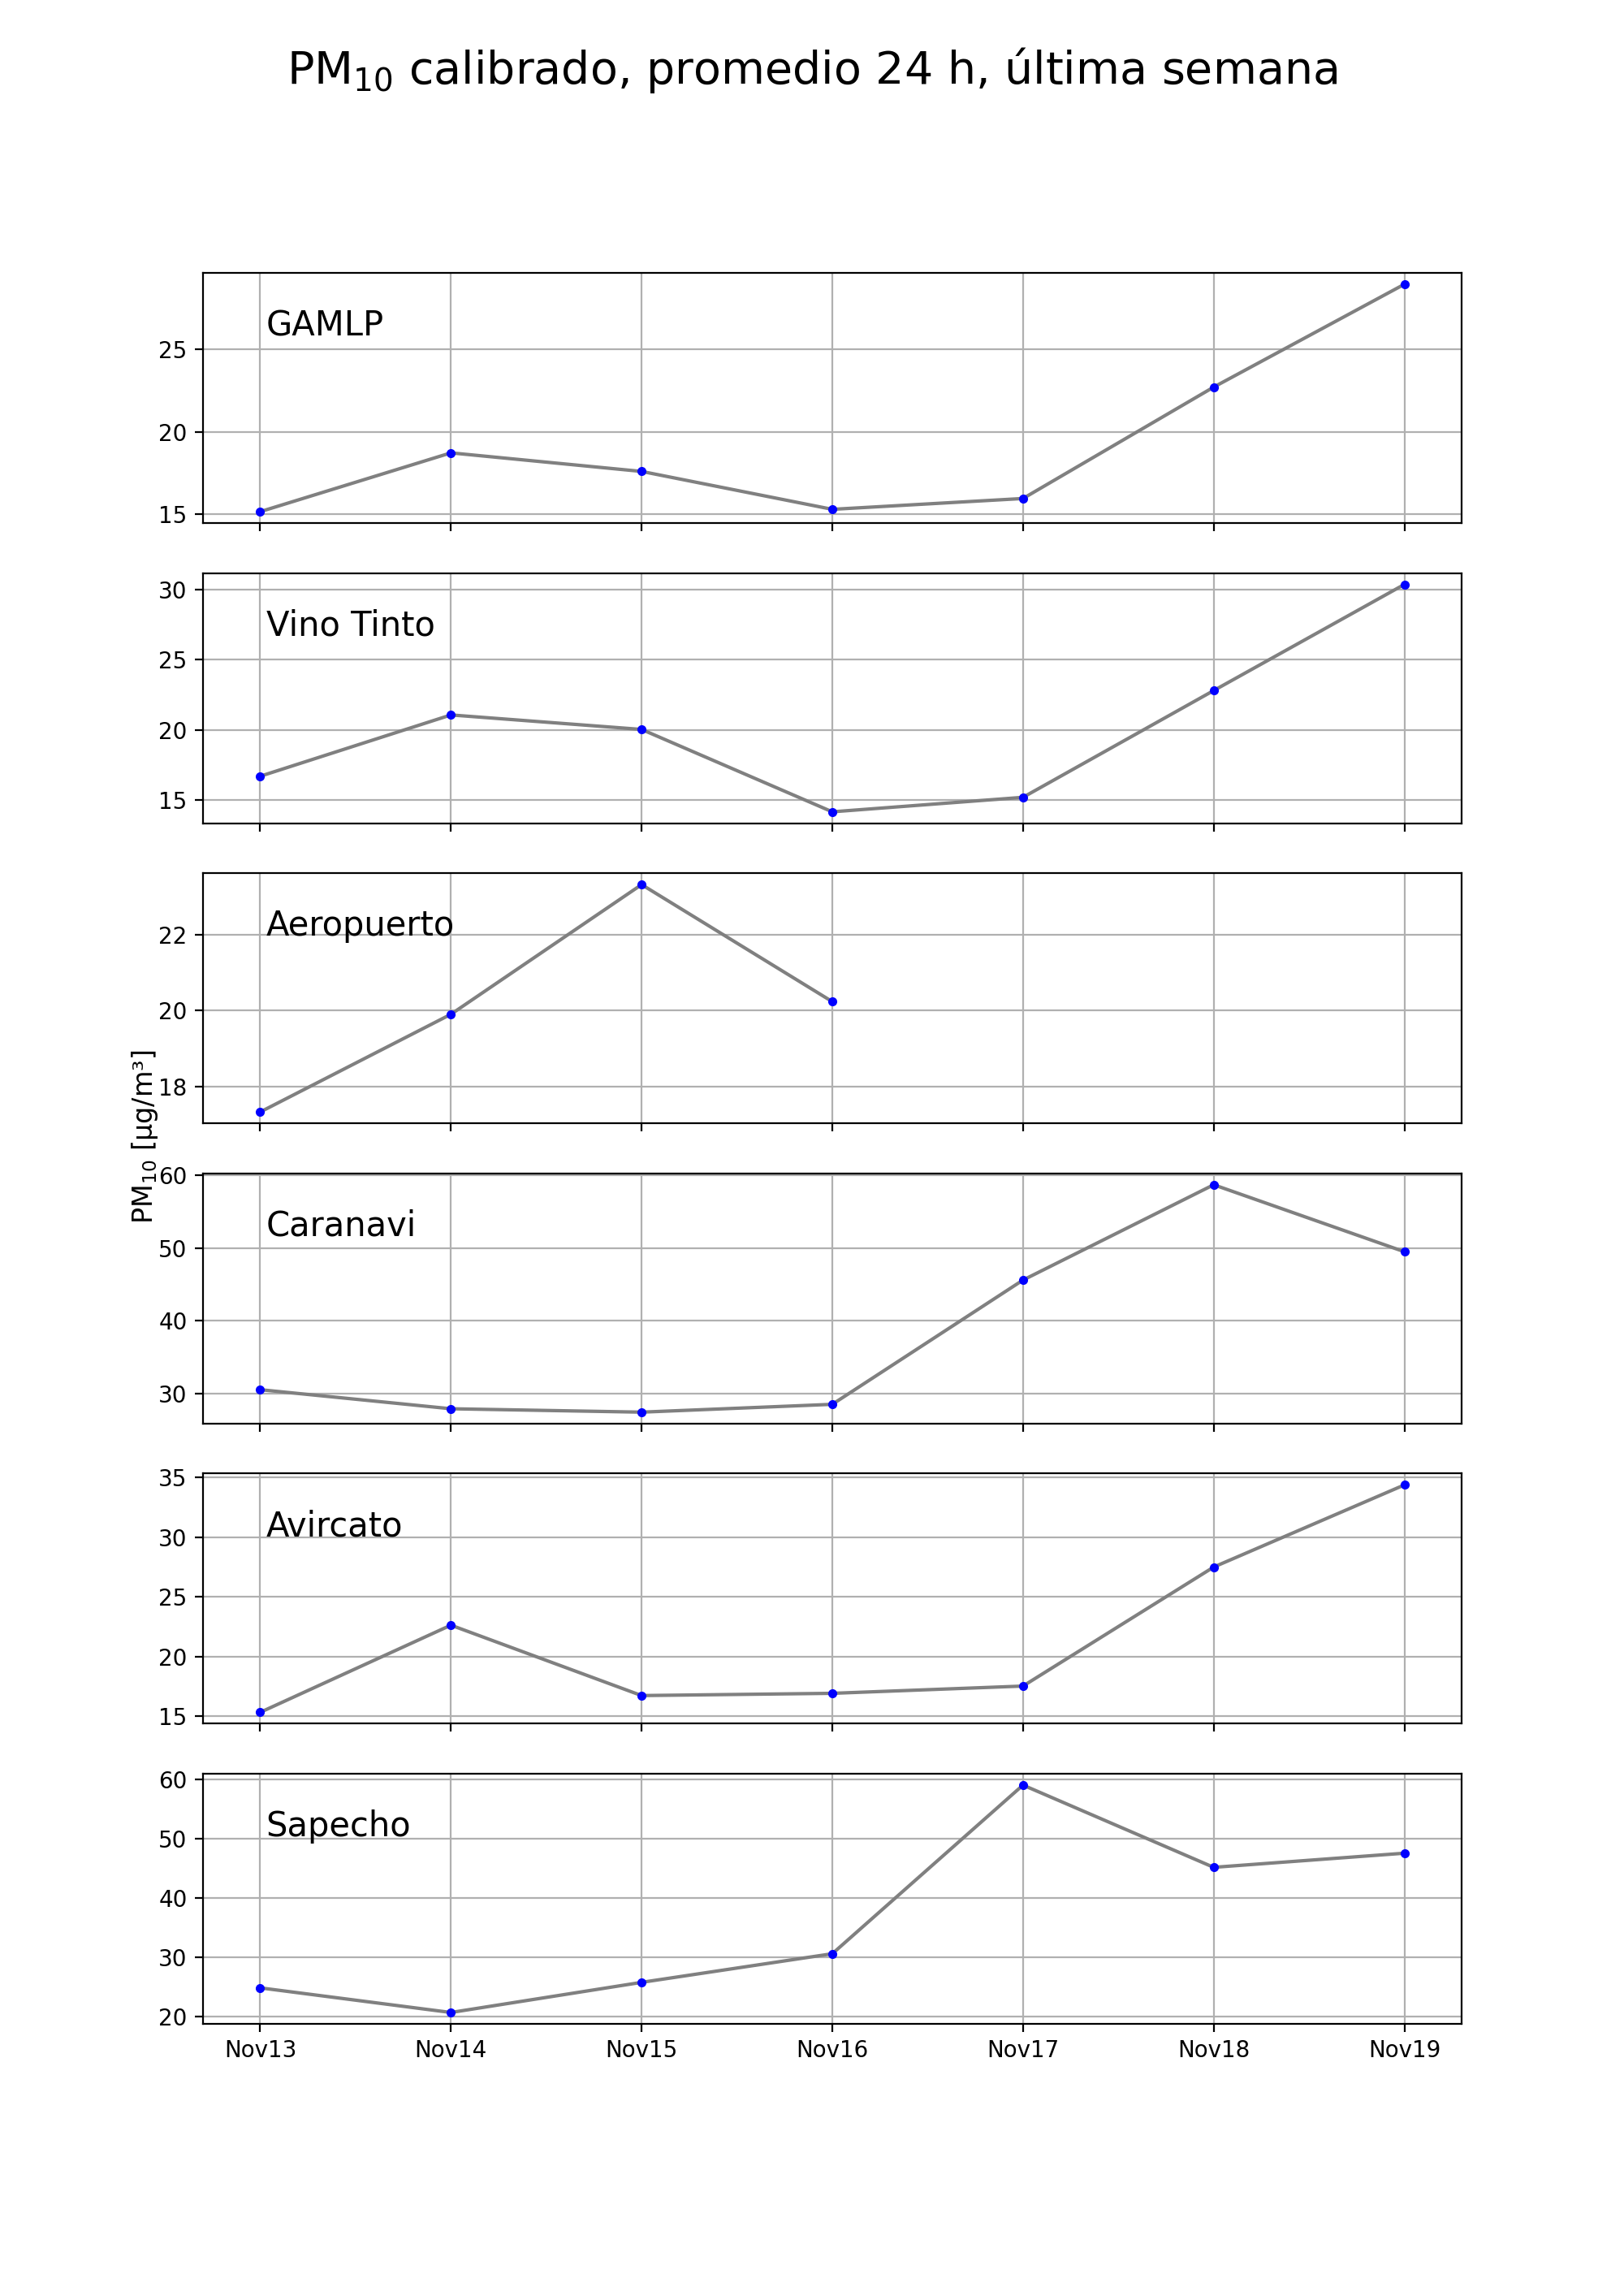 PM₁₀ calibrado, promedio 24 h, última semana
GAMLP
25
20
15
Vino Tinto
30
25
20
15
Aeropuerto
22
20
18
PM₁₀ [µg/m³]
Caranavi
60
50
40
30
Avircato
35
30
25
20
15
Sapecho
60
50
40
30
20
Nov13 Nov14 Nov15 Nov16 Nov17 Nov18 Nov19